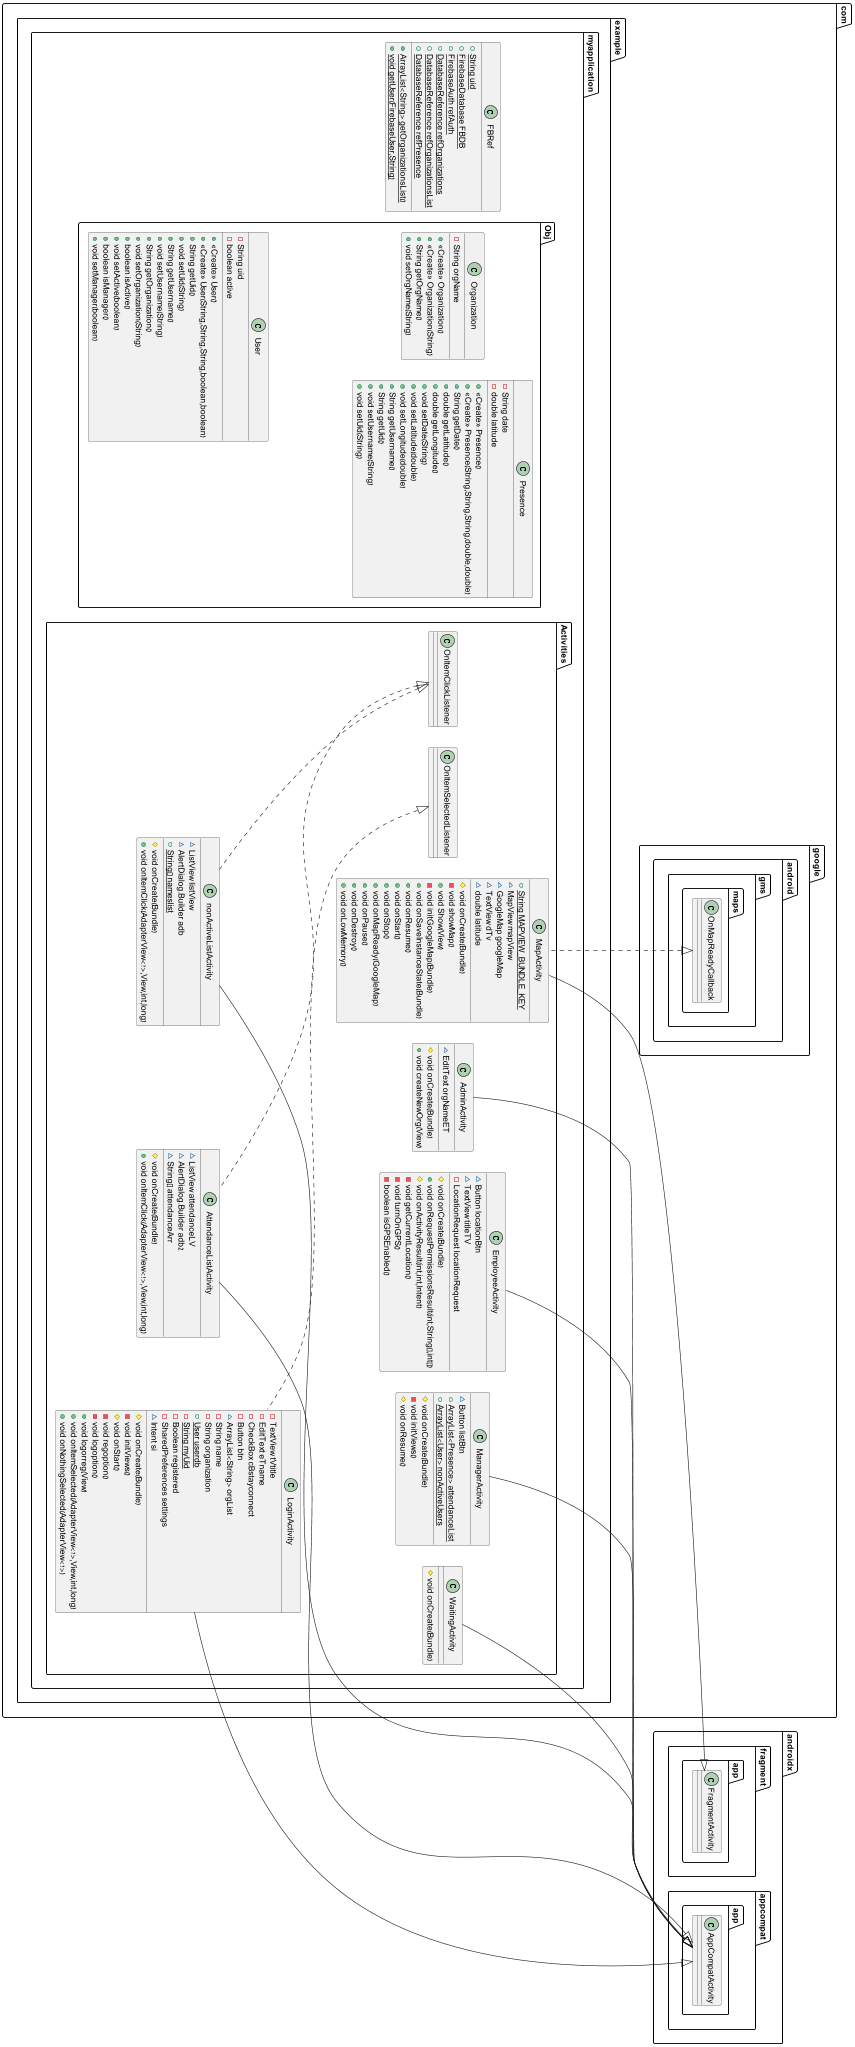 com
example
myapplication
C FBRef
String uid
FirebaseDatabase FBDB
FirebaseAuth refAuth
DatabaseReference refOrganizations
DatabaseReference refOrganizationsList
DatabaseReference refPresence
ArrayList<String> getOrganizationsList()
void getUser(FirebaseUser,String)
Obj
C Organization
String orgName
«Create» Organization()
«Create» Organization(String)
String getOrgName()
void setOrgName(String)
C User
String uid
boolean active
«Create» User()
«Create» User(String,String,String,boolean,boolean)
String getUid()
void setUid(String)
String getUsername()
void setUsername(String)
String getOrganization()
void setOrganization(String)
boolean isActive()
void setActive(boolean)
boolean isManager()
void setManager(boolean)
C Presence
String date
double latitude
«Create» Presence()
«Create» Presence(String,String,String,double,double)
String getDate()
double getLatitude()
double getLongitude()
void setDate(String)
void setLatitude(double)
void setLongitude(double)
String getUsername()
String getUid()
void setUsername(String)
void setUid(String)
Activities
C OnItemClickListener
C OnItemSelectedListener
C nonActiveListActivity
ListView listView
AlertDialog.Builder adb
String[] nameslist
void onCreate(Bundle)
void onItemClick(AdapterView<?>,View,int,long)
C MapActivity
String MAPVIEW_BUNDLE_KEY
MapView mapView
GoogleMap googleMap
TextView dTv
double latitude
void onCreate(Bundle)
void showMap()
void Show(View)
void initGoogleMap(Bundle)
void onSaveInstanceState(Bundle)
void onResume()
void onStart()
void onStop()
void onMapReady(GoogleMap)
void onPause()
void onDestroy()
void onLowMemory()
google
android
gms
maps
C OnMapReadyCallback
C AdminActivity
EditText orgNameET
void onCreate(Bundle)
void createNewOrg(View)
C AttendanceListActivity
ListView attendanceLV
AlertDialog.Builder adb2
String[] attendanceArr
void onCreate(Bundle)
void onItemClick(AdapterView<?>,View,int,long)
C EmployeeActivity
Button locationBtn
TextView titleTV
LocationRequest locationRequest
void onCreate(Bundle)
void onRequestPermissionsResult(int,String[],int[])
void onActivityResult(int,int,Intent)
void getCurrentLocation()
void turnOnGPS()
boolean isGPSEnabled()
C ManagerActivity
Button listBtn
ArrayList<Presence> attendanceList
ArrayList<User> nonActiveUsers
void onCreate(Bundle)
void initViews()
void onResume()
C LoginActivity
TextView tVtitle
EditText eTname
CheckBox cBstayconnect
Button btn
ArrayList<String> orgList
String name
String organization
User userdb
String myUid
Boolean registered
SharedPreferences settings
Intent si
void onCreate(Bundle)
void initViews()
void onStart()
void regoption()
void logoption()
void logorreg(View)
void onItemSelected(AdapterView<?>,View,int,long)
void onNothingSelected(AdapterView<?>)
C WaitingActivity
void onCreate(Bundle)
androidx
fragment
app
C FragmentActivity
appcompat
app
C AppCompatActivity